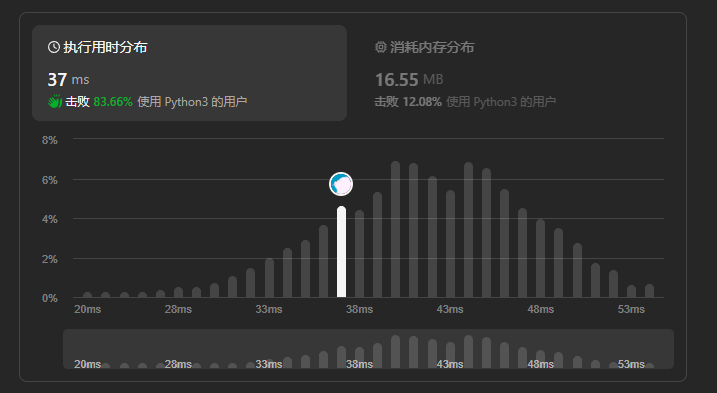 执行用时分布
37 ms
击败 83.66% 使用 Python3 的用户
消耗内存分布
16.55 MB
击败 12.08% 使用 Python3 的用户
8%
6%
4%
2%
0%
20ms 28ms 33ms 38ms 43ms 48ms 53ms
20ms 28ms 33ms 38ms 43ms 48ms 53ms